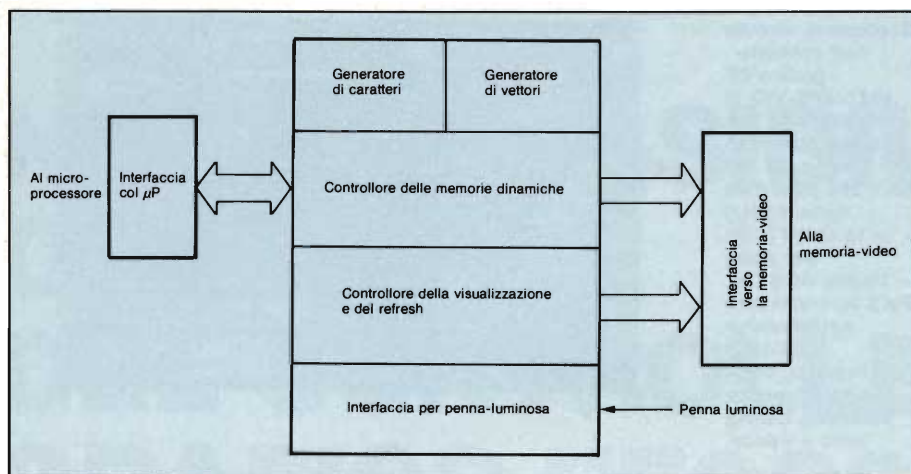 Generatore
di caratteri
Generatore
di vettori
Al micro-
processore
Interfaccia
col μP
Controllore delle memorie dinamiche
Interfaccia
verso
la memoria-video
Alla
memoria-video
Controllore della visualizzazione
e del refresh
Interfaccia per penna-luminosa
Penna luminosa